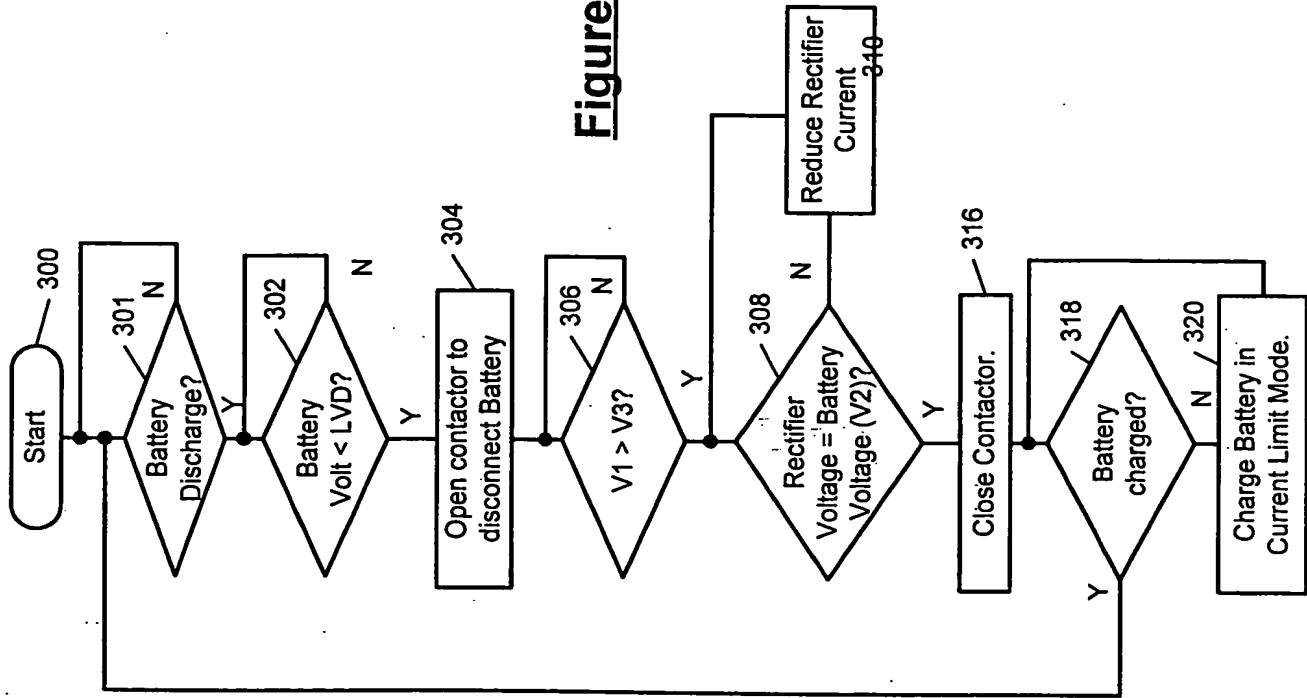 Start
300
Battery
Discharge?
301
N
Y
Battery
Volt < LVD?
302
N
Y
Open contactor to
disconnect Battery
304
V1 > V3?
306
N
Y
Rectifier
Voltage = Battery
Voltage (V2)?
308
N
Reduce Rectifier
Current
310
Y
Close Contactor.
316
Battery
charged?
318
Y
N
Charge Battery in
Current Limit Mode.
320
Figure